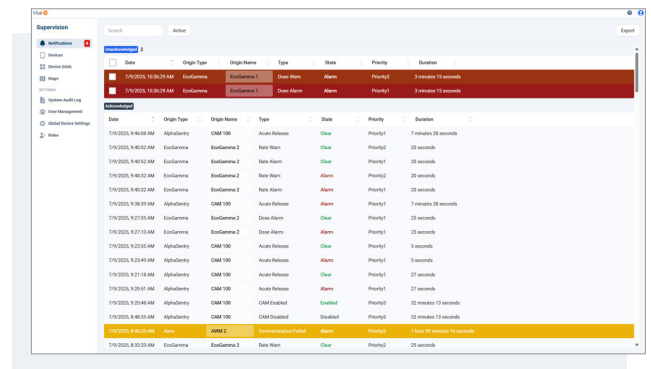 Vital
Supervision
Notifications 4
Devices
Device Grids
Maps
SETTINGS
System Audit Log
User Management
Global Device Settings
Roles
Search Active Export
Unacknowledged 2
Date Origin Type Origin Name Type State Priority Duration
7/9/2025, 10:36:29 AM EcoGamma EcoGamma 1 Dose Warn Alarm Priority2 3 minutes 15 seconds
7/9/2025, 10:36:29 AM EcoGamma EcoGamma 1 Dose Alarm Alarm Priority1 3 minutes 15 seconds
Acknowledged
Date Origin Type Origin Name Type State Priority Duration
7/9/2025, 9:46:08 AM AlphaSentry CAM 100 Acute Release Clear Priority1 7 minutes 28 seconds
7/9/2025, 9:40:52 AM EcoGamma EcoGamma 2 Rate Warn Clear Priority2 20 seconds
7/9/2025, 9:40:52 AM EcoGamma EcoGamma 2 Rate Alarm Clear Priority1 20 seconds
7/9/2025, 9:40:32 AM EcoGamma EcoGamma 2 Rate Warn Alarm Priority2 20 seconds
7/9/2025, 9:40:32 AM EcoGamma EcoGamma 2 Rate Alarm Alarm Priority1 20 seconds
7/9/2025, 9:38:39 AM AlphaSentry CAM 100 Acute Release Alarm Priority1 7 minutes 28 seconds
7/9/2025, 9:27:35 AM EcoGamma EcoGamma 2 Dose Alarm Clear Priority1 25 seconds
7/9/2025, 9:27:10 AM EcoGamma EcoGamma 2 Dose Alarm Alarm Priority1 25 seconds
7/9/2025, 9:23:55 AM AlphaSentry CAM 100 Acute Release Clear Priority1 5 seconds
7/9/2025, 9:23:49 AM AlphaSentry CAM 100 Acute Release Alarm Priority1 5 seconds
7/9/2025, 9:21:18 AM AlphaSentry CAM 100 Acute Release Clear Priority1 27 seconds
7/9/2025, 9:20:51 AM AlphaSentry CAM 100 Acute Release Alarm Priority1 27 seconds
7/9/2025, 9:20:48 AM AlphaSentry CAM 100 CAM Enabled Enabled Priority3 32 minutes 13 seconds
7/9/2025, 8:48:35 AM AlphaSentry CAM 100 CAM Disabled Disabled Priority3 32 minutes 13 seconds
7/9/2025, 8:40:29 AM Awm AWM 2 Communication Failed Alarm Priority2 1 hour 59 minutes 16 seconds
7/9/2025, 8:33:20 AM EcoGamma EcoGamma 2 Rate Warn Clear Priority2 25 seconds